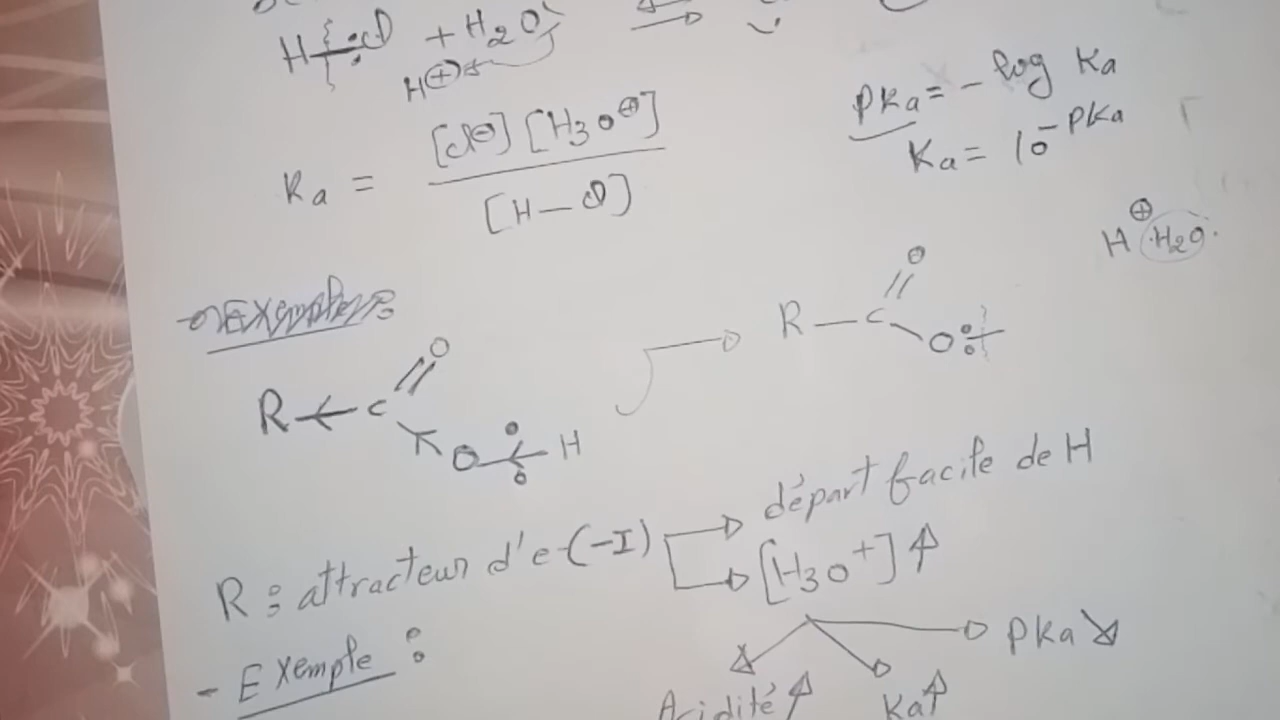 H—Cl + H2O ⇌
H⊕
Ka = [Cl⊖] [H3O⊕] / [H—Cl]
pKa = - log Ka
Ka = 10^-pKa
H⊕ H2O
Exemple:
R—C
O
O—H
R—C
O
O
R : attracteur d'e-(-I)
départ facile de H
[H3O+]↑
pKa ↘
Acidité ↑
Ka↑
- Exemple :